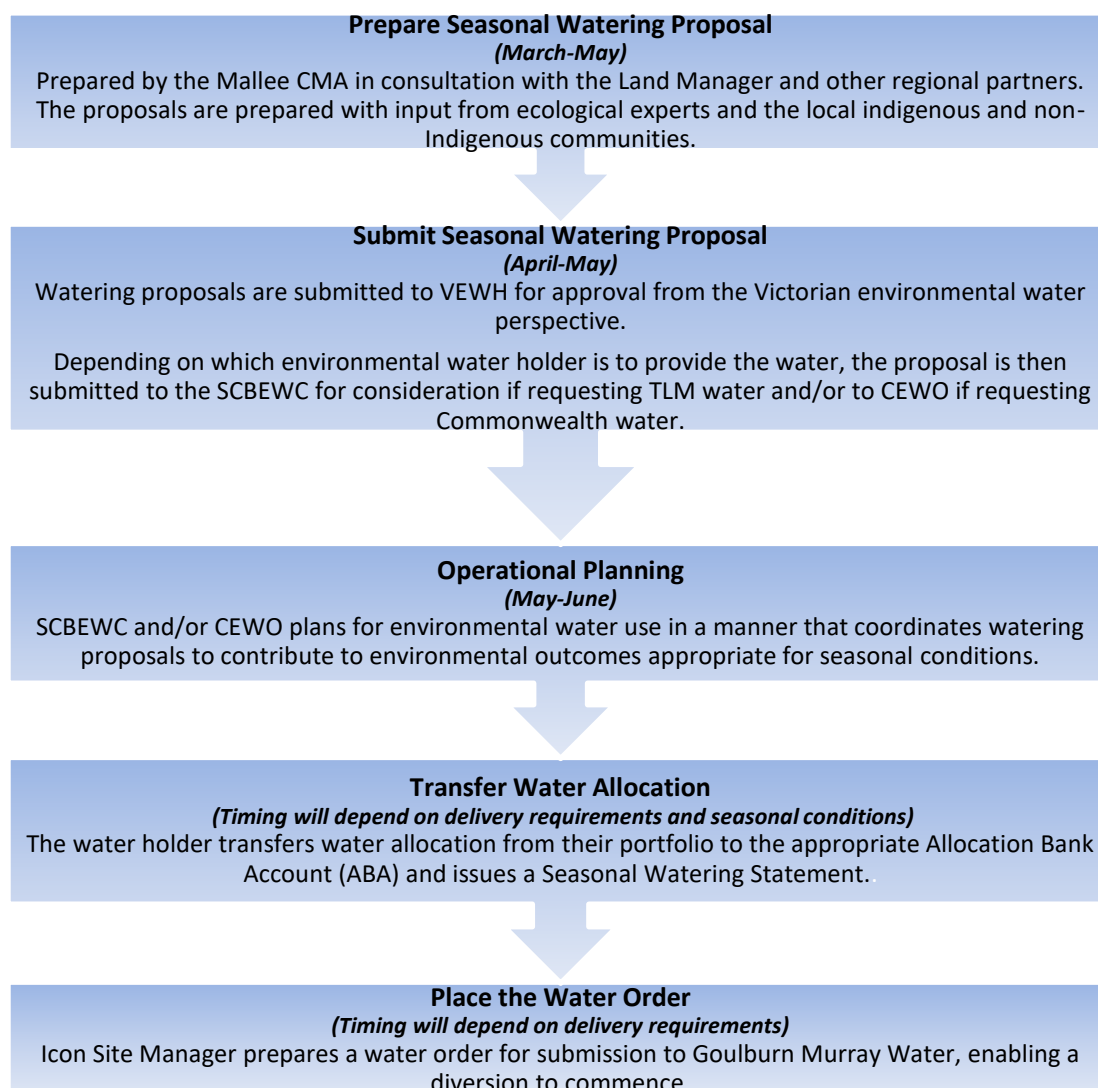 Prepare Seasonal Watering Proposal
(March-May)
Prepared by the Mallee CMA in consultation with the Land Manager and other regional partners.
The proposals are prepared with input from ecological experts and the local indigenous and non-
Indigenous communities.
Submit Seasonal Watering Proposal
(April-May)
Watering proposals are submitted to VEWH for approval from the Victorian environmental water
perspective.
Depending on which environmental water holder is to provide the water, the proposal is then
submitted to the SCBEWC for consideration if requesting TLM water and/or to CEWO if requesting
Commonwealth water.
Operational Planning
(May-June)
SCBEWC and/or CEWO plans for environmental water use in a manner that coordinates watering
proposals to contribute to environmental outcomes appropriate for seasonal conditions.
Transfer Water Allocation
(Timing will depend on delivery requirements and seasonal conditions)
The water holder transfers water allocation from their portfolio to the appropriate Allocation Bank
Account (ABA) and issues a Seasonal Watering Statement..
Place the Water Order
(Timing will depend on delivery requirements)
Icon Site Manager prepares a water order for submission to Goulburn Murray Water, enabling a
diversion to commence